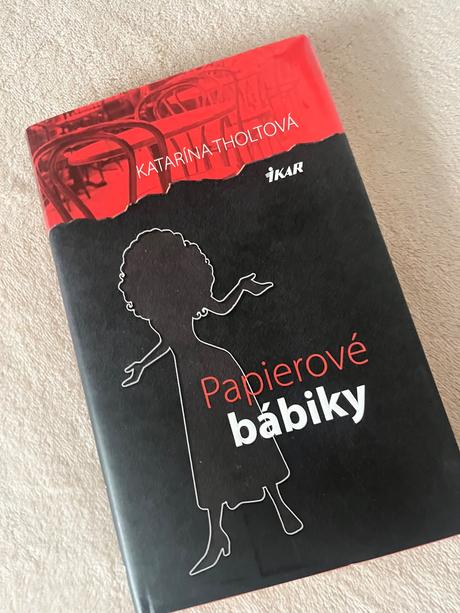 KATARÍNA THOLTOVÁ
IKAR
Papierové
bábiky